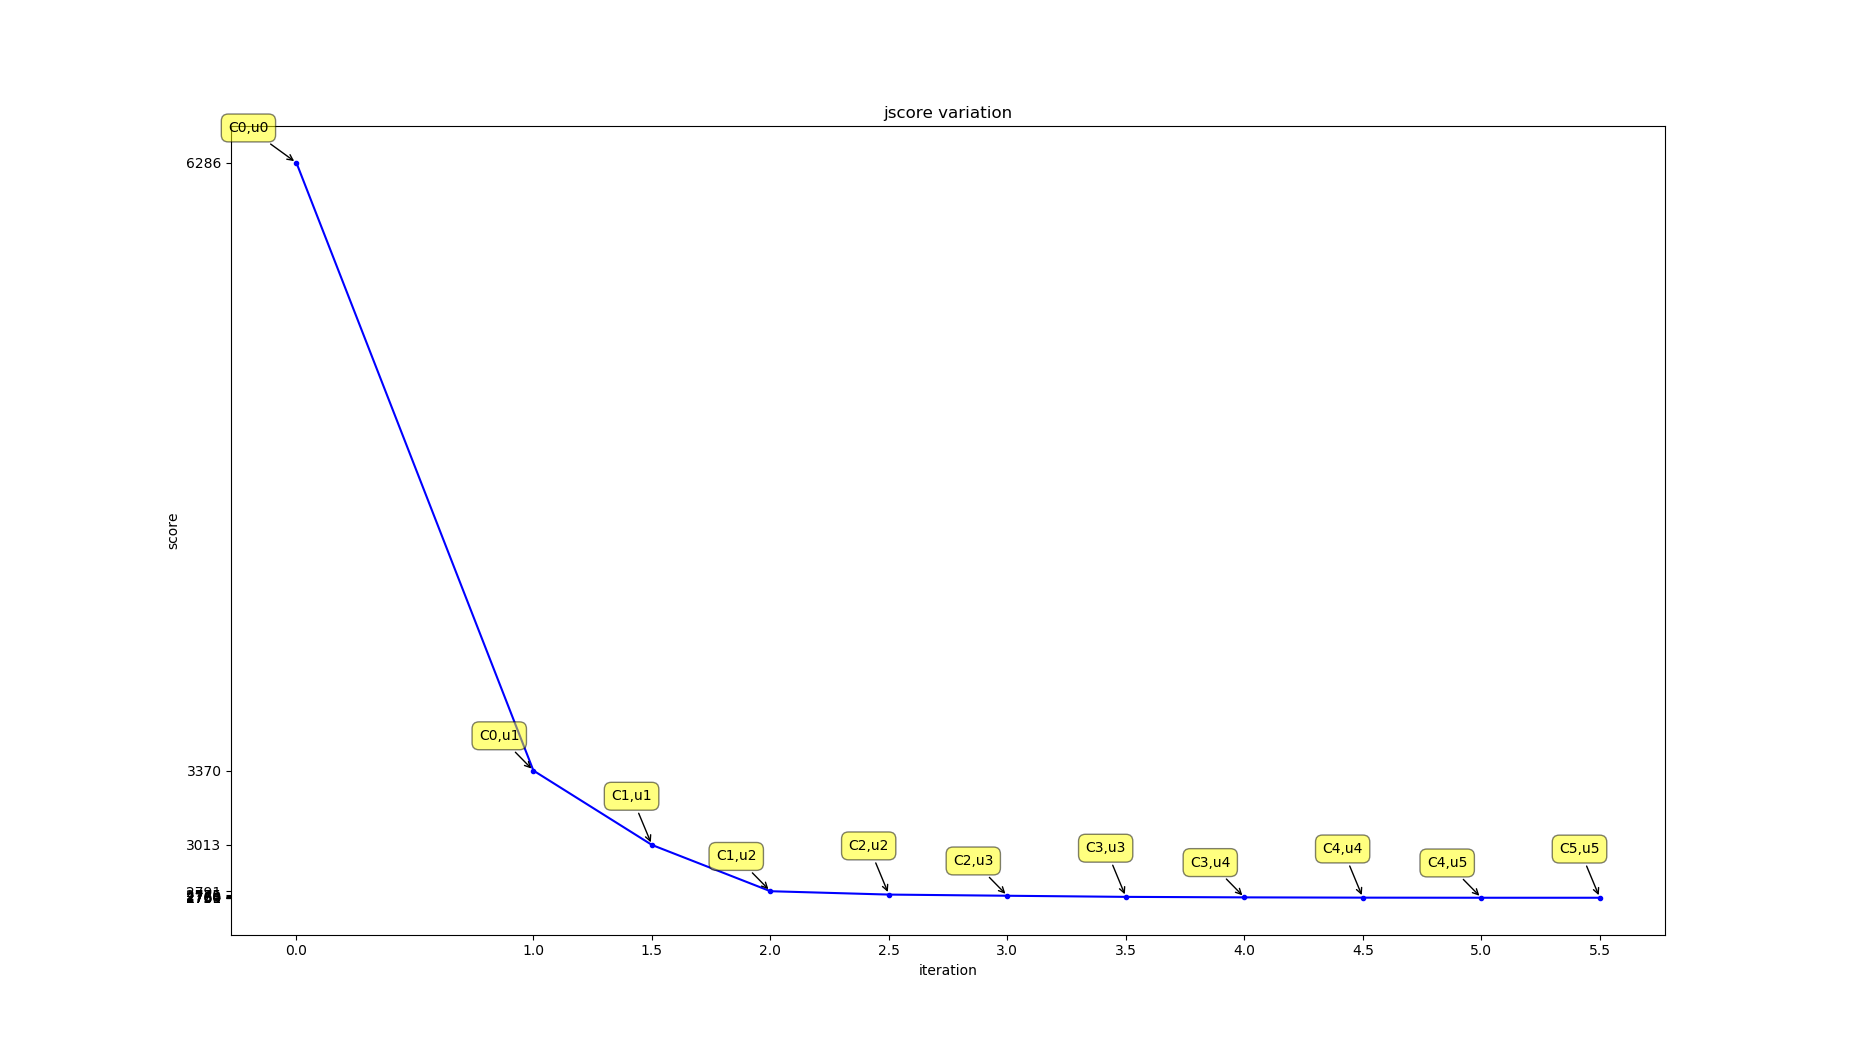 jscore variation
C0,u0
6286
score
C0,u1
3370
C1,u1
3013
C1,u2
C2,u2
C2,u3
C3,u3
C3,u4
C4,u4
C4,u5
C5,u5
2791
0.0 1.0 1.5 2.0 2.5 3.0 3.5 4.0 4.5 5.0 5.5
iteration